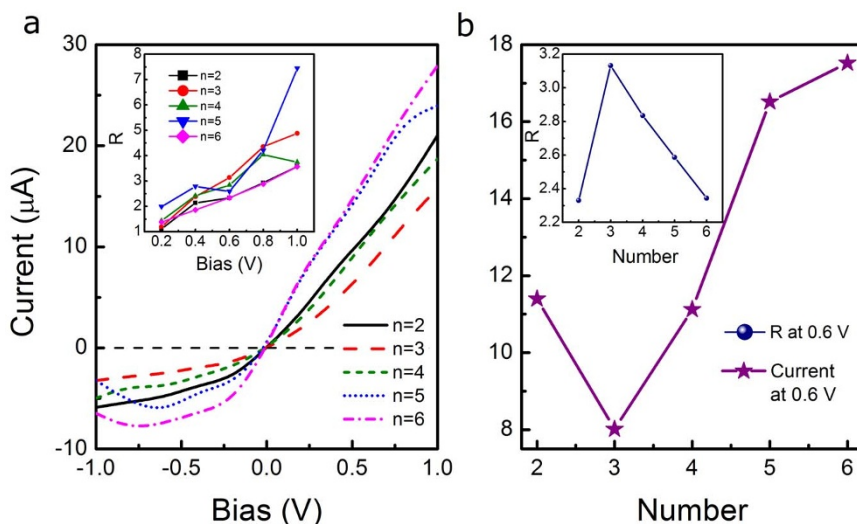 a
30
20
10
0
-10
Current (μA)
-1.0 -0.5 0.0 0.5 1.0
Bias (V)
n=2
n=3
n=4
n=5
n=6
8
7
6
5
4
3
2
1
R
0.2 0.4 0.6 0.8 1.0
Bias (V)
n=2
n=3
n=4
n=5
n=6
b
18
16
14
12
10
8
2 3 4 5 6
Number
R at 0.6 V
Current
at 0.6 V
3.2
3.0
2.8
2.6
2.4
2.2
R
2 3 4 5 6
Number